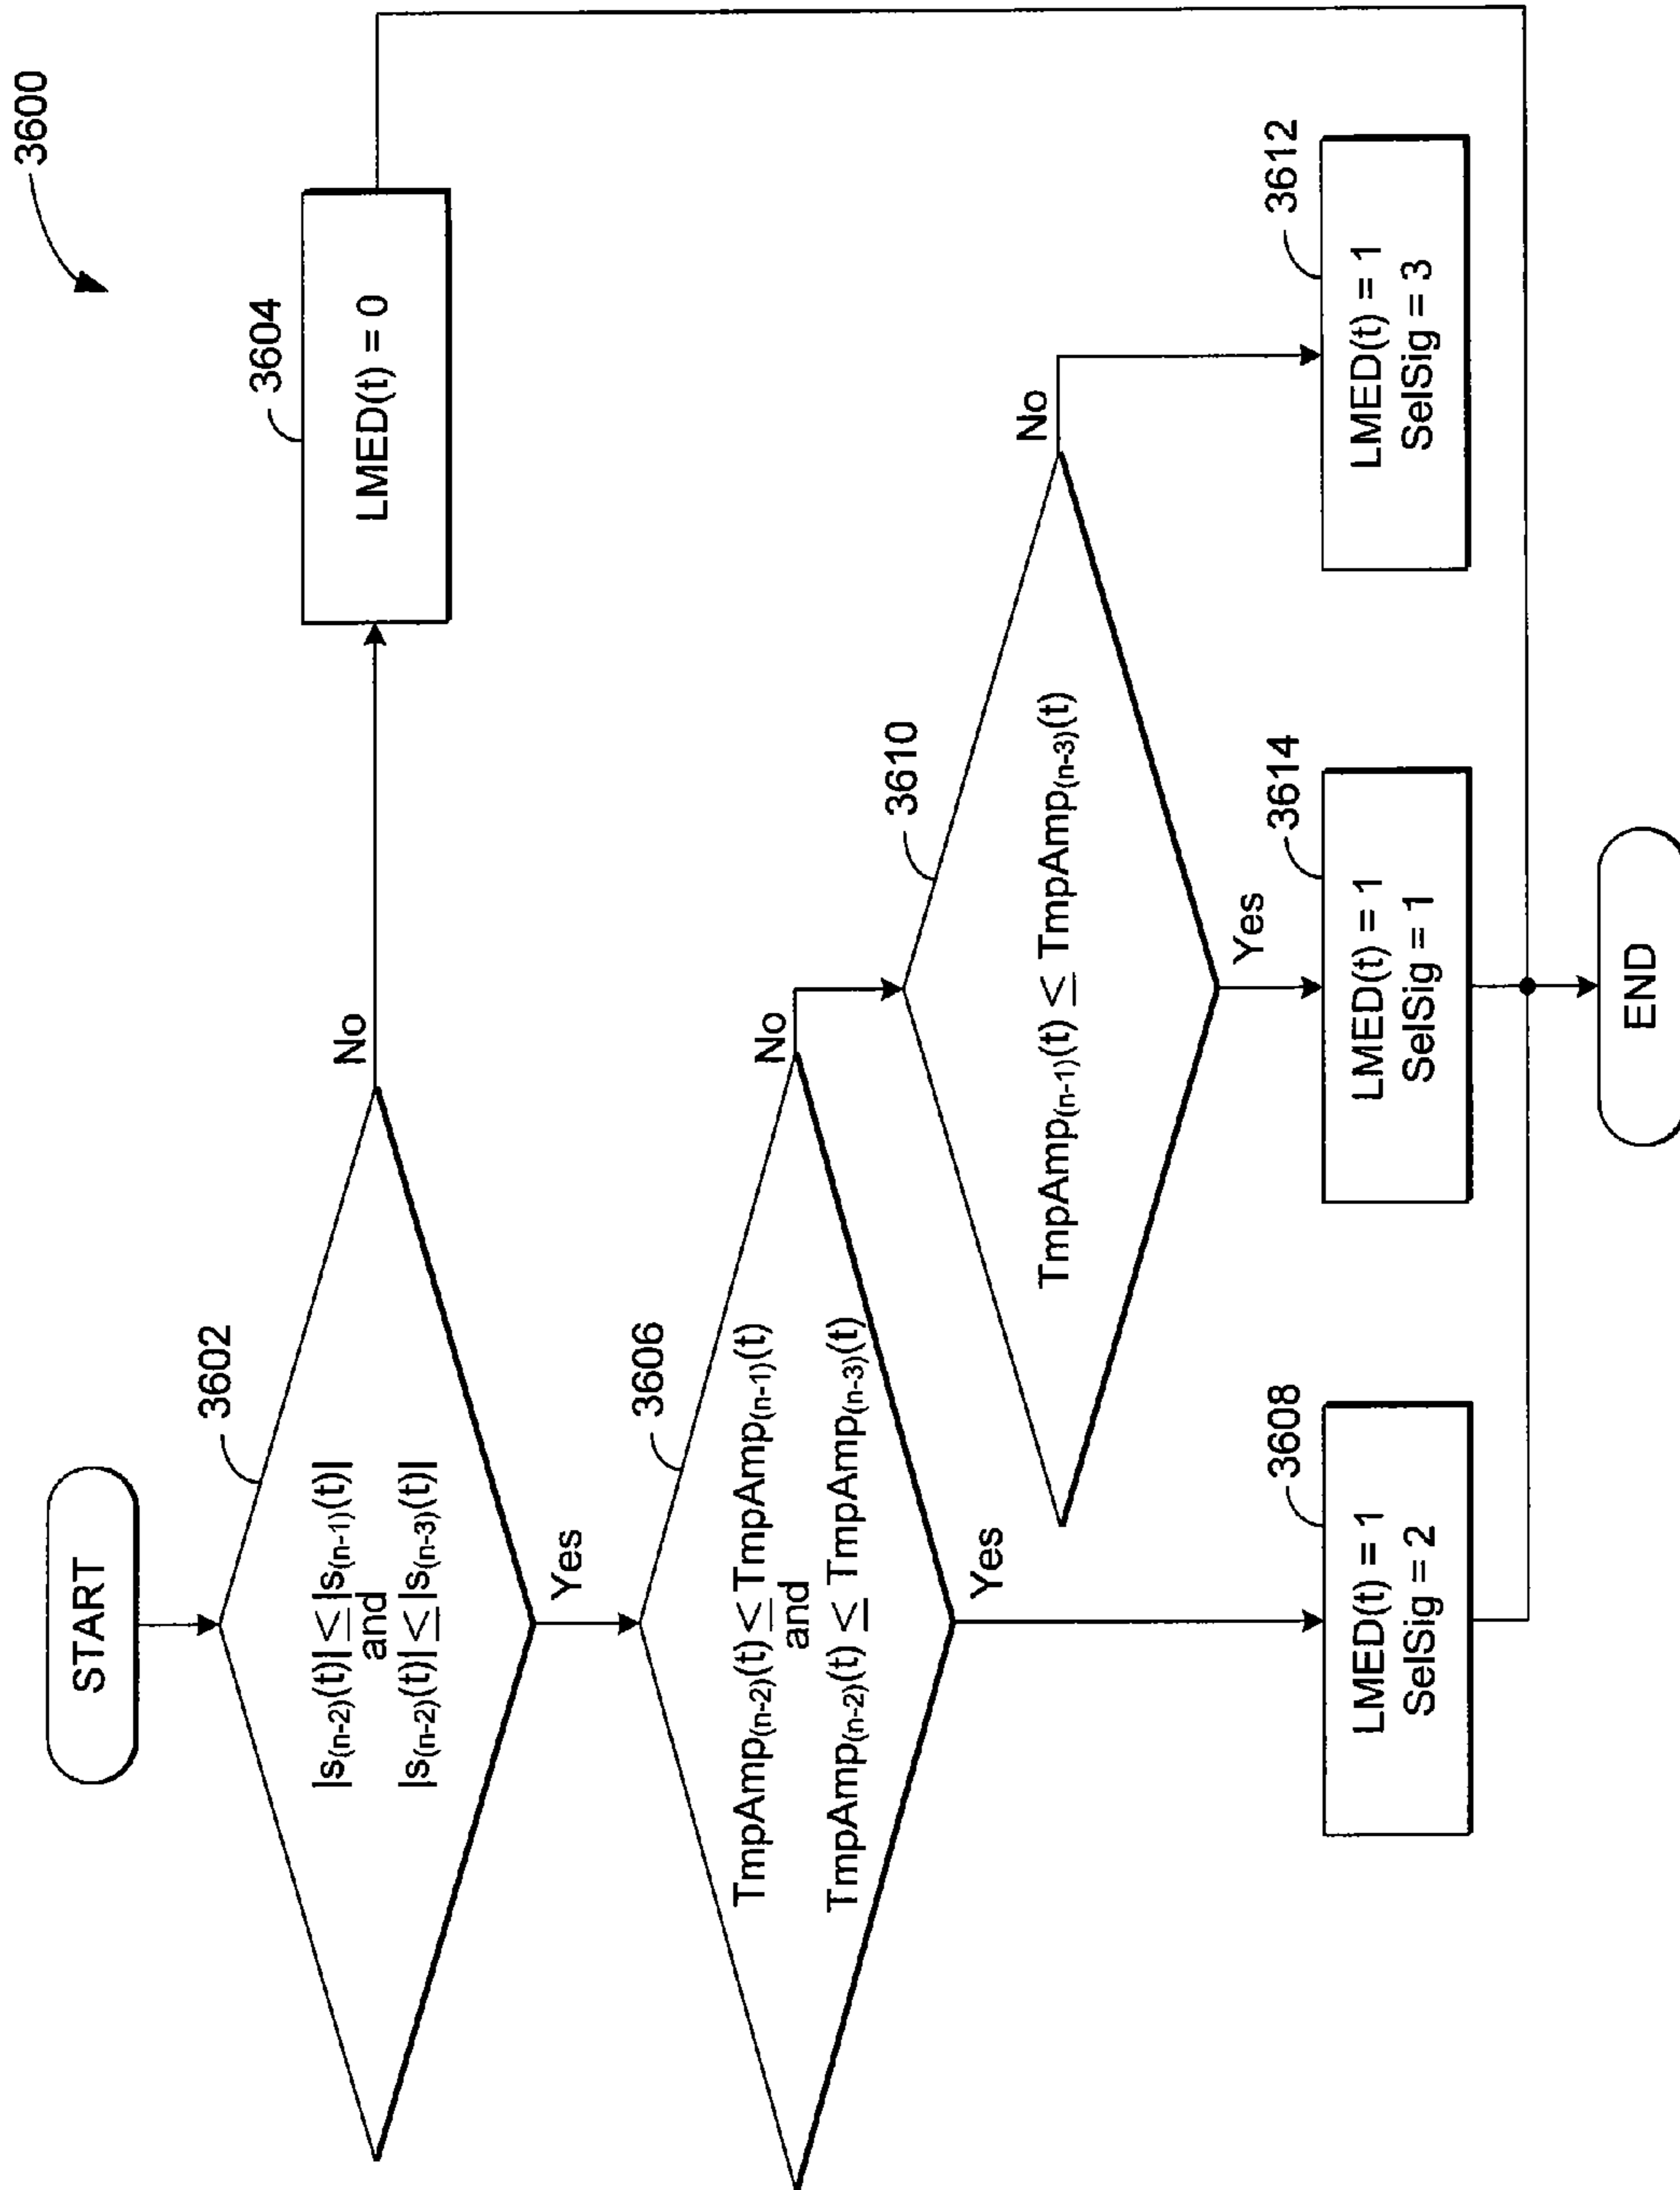 3600
START
3602
|s(n-2)(t)| ≤ |s(n-1)(t)|
and
|s(n-2)(t)| ≤ |s(n-3)(t)|
No
3604
LMED(t) = 0
Yes
3606
TmpAmp(n-2)(t) ≤ TmpAmp(n-1)(t)
and
TmpAmp(n-2)(t) ≤ TmpAmp(n-3)(t)
No
3610
TmpAmp(n-1)(t) ≤ TmpAmp(n-3)(t)
No
Yes
Yes
3608
LMED(t) = 1
SelSig = 2
3614
LMED(t) = 1
SelSig = 1
3612
LMED(t) = 1
SelSig = 3
END